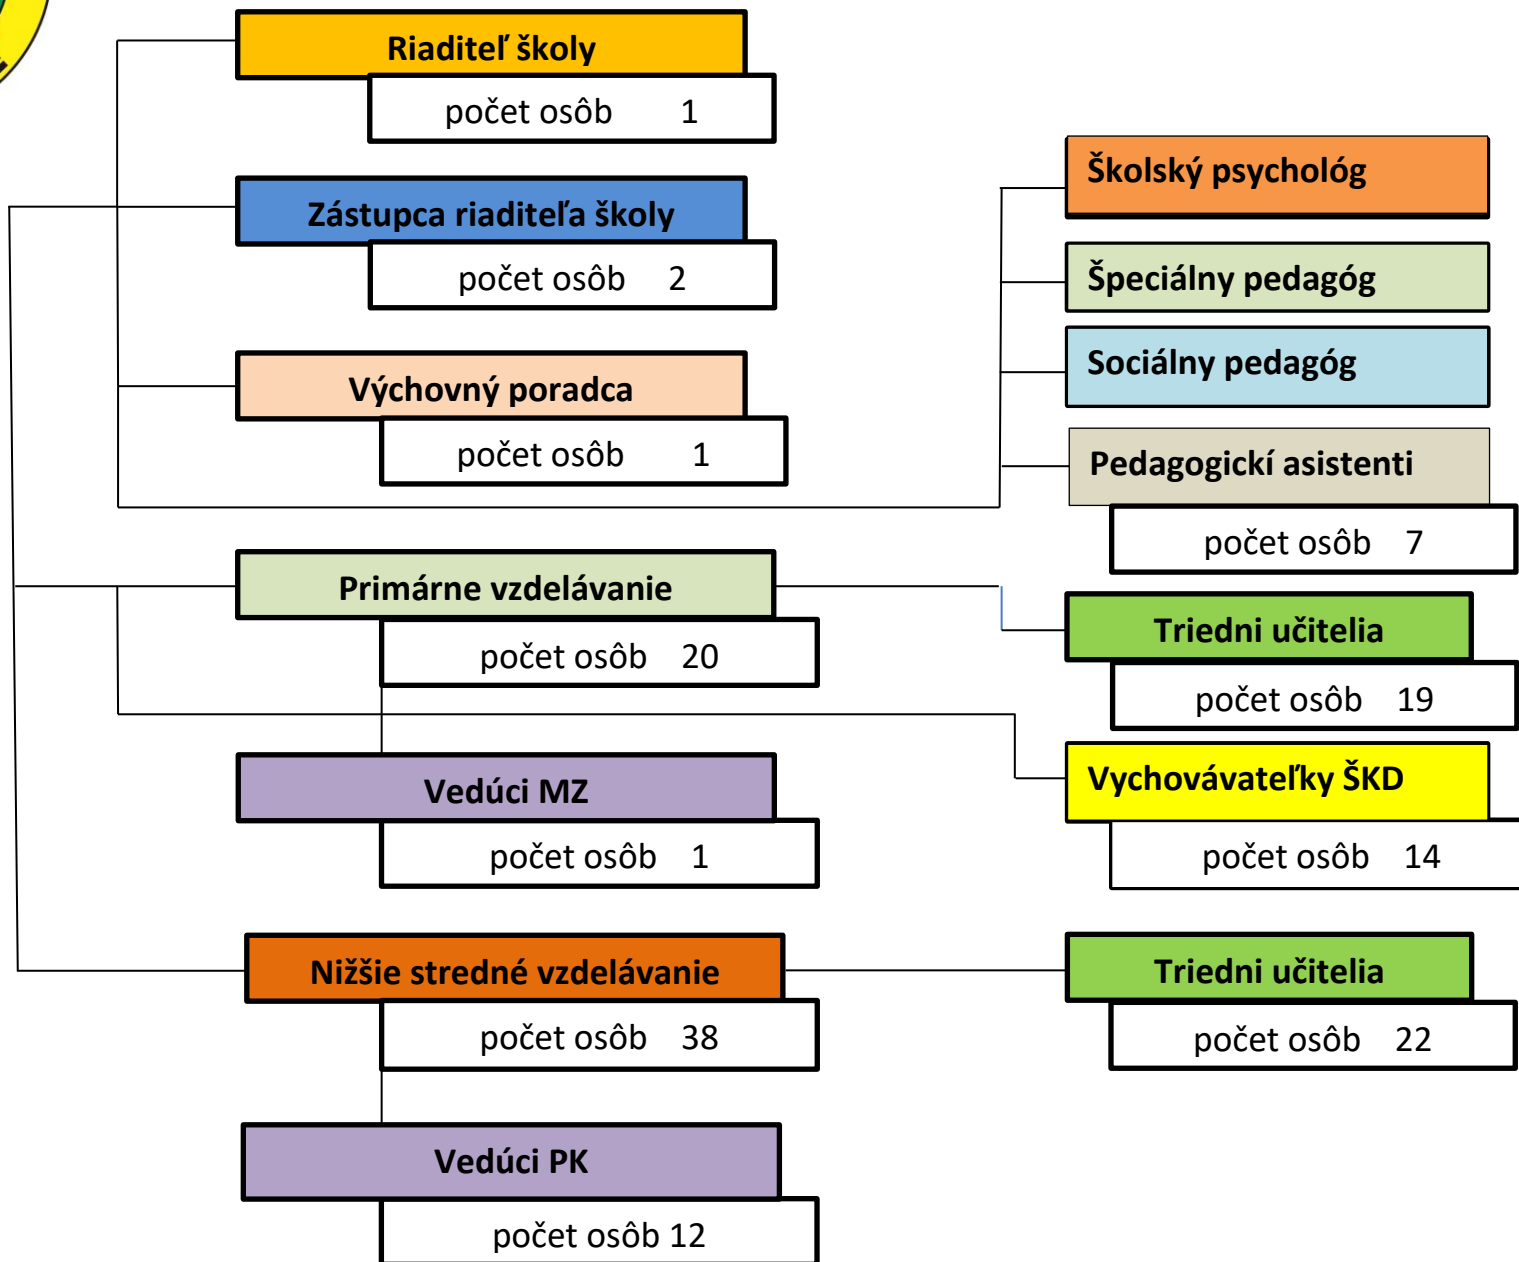 Riaditeľ školy
počet osôb 1
Zástupca riaditeľa školy
počet osôb 2
Výchovný poradca
počet osôb 1
Školský psychológ
Špeciálny pedagóg
Sociálny pedagóg
Pedagogickí asistenti
počet osôb 7
Primárne vzdelávanie
počet osôb 20
Triedni učitelia
počet osôb 19
Vedúci MZ
počet osôb 1
Vychovávateľky ŠKD
počet osôb 14
Nižšie stredné vzdelávanie
počet osôb 38
Triedni učitelia
počet osôb 22
Vedúci PK
počet osôb 12